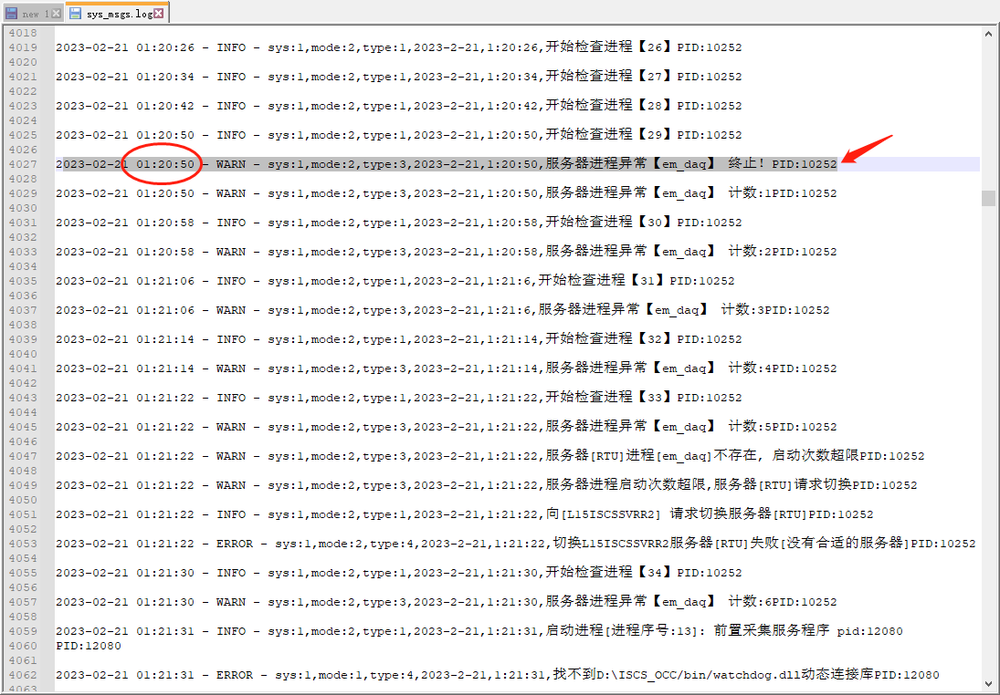 new 1
sys_msgs.log
4018
4019 2023-02-21 01:20:26 - INFO - sys:1,mode:2,type:1,2023-2-21,1:20:26,开始检查进程【26】PID:10252
4020
4021 2023-02-21 01:20:34 - INFO - sys:1,mode:2,type:1,2023-2-21,1:20:34,开始检查进程【27】PID:10252
4022
4023 2023-02-21 01:20:42 - INFO - sys:1,mode:2,type:1,2023-2-21,1:20:42,开始检查进程【28】PID:10252
4024
4025 2023-02-21 01:20:50 - INFO - sys:1,mode:2,type:1,2023-2-21,1:20:50,开始检查进程【29】PID:10252
4026
4027 2023-02-21 01:20:50 - WARN - sys:1,mode:2,type:3,2023-2-21,1:20:50,服务器进程异常【em_daq】 终止！PID:10252
4028
4029 2023-02-21 01:20:50 - WARN - sys:1,mode:2,type:3,2023-2-21,1:20:50,服务器进程异常【em_daq】 计数:1PID:10252
4030
4031 2023-02-21 01:20:58 - INFO - sys:1,mode:2,type:1,2023-2-21,1:20:58,开始检查进程【30】PID:10252
4032
4033 2023-02-21 01:20:58 - WARN - sys:1,mode:2,type:3,2023-2-21,1:20:58,服务器进程异常【em_daq】 计数:2PID:10252
4034
4035 2023-02-21 01:21:06 - INFO - sys:1,mode:2,type:1,2023-2-21,1:21:6,开始检查进程【31】PID:10252
4036
4037 2023-02-21 01:21:06 - WARN - sys:1,mode:2,type:3,2023-2-21,1:21:6,服务器进程异常【em_daq】 计数:3PID:10252
4038
4039 2023-02-21 01:21:14 - INFO - sys:1,mode:2,type:1,2023-2-21,1:21:14,开始检查进程【32】PID:10252
4040
4041 2023-02-21 01:21:14 - WARN - sys:1,mode:2,type:3,2023-2-21,1:21:14,服务器进程异常【em_daq】 计数:4PID:10252
4042
4043 2023-02-21 01:21:22 - INFO - sys:1,mode:2,type:1,2023-2-21,1:21:22,开始检查进程【33】PID:10252
4044
4045 2023-02-21 01:21:22 - WARN - sys:1,mode:2,type:3,2023-2-21,1:21:22,服务器进程异常【em_daq】 计数:5PID:10252
4046
4047 2023-02-21 01:21:22 - WARN - sys:1,mode:2,type:3,2023-2-21,1:21:22,服务器[RTU]进程[em_daq]不存在, 启动次数超限PID:10252
4048
4049 2023-02-21 01:21:22 - WARN - sys:1,mode:2,type:3,2023-2-21,1:21:22,服务器进程启动次数超限,服务器[RTU]请求切换PID:10252
4050
4051 2023-02-21 01:21:22 - INFO - sys:1,mode:2,type:1,2023-2-21,1:21:22,向[L15ISCSSVRR2] 请求切换服务器[RTU]PID:10252
4052
4053 2023-02-21 01:21:22 - ERROR - sys:1,mode:2,type:4,2023-2-21,1:21:22,切换L15ISCSSVRR2服务器[RTU]失败[没有合适的服务器]PID:10252
4054
4055 2023-02-21 01:21:30 - INFO - sys:1,mode:2,type:1,2023-2-21,1:21:30,开始检查进程【34】PID:10252
4056
4057 2023-02-21 01:21:30 - WARN - sys:1,mode:2,type:3,2023-2-21,1:21:30,服务器进程异常【em_daq】 计数:6PID:10252
4058
4059 2023-02-21 01:21:31 - INFO - sys:1,mode:2,type:1,2023-2-21,1:21:31,启动进程[进程序号:13]: 前置采集服务程序 pid:12080
4060 PID:12080
4061
4062 2023-02-21 01:21:31 - ERROR - sys:1,mode:1,type:4,2023-2-21,1:21:31,找不到D:\ISCS_OCC/bin/watchdog.dll动态连接库PID:12080
4063